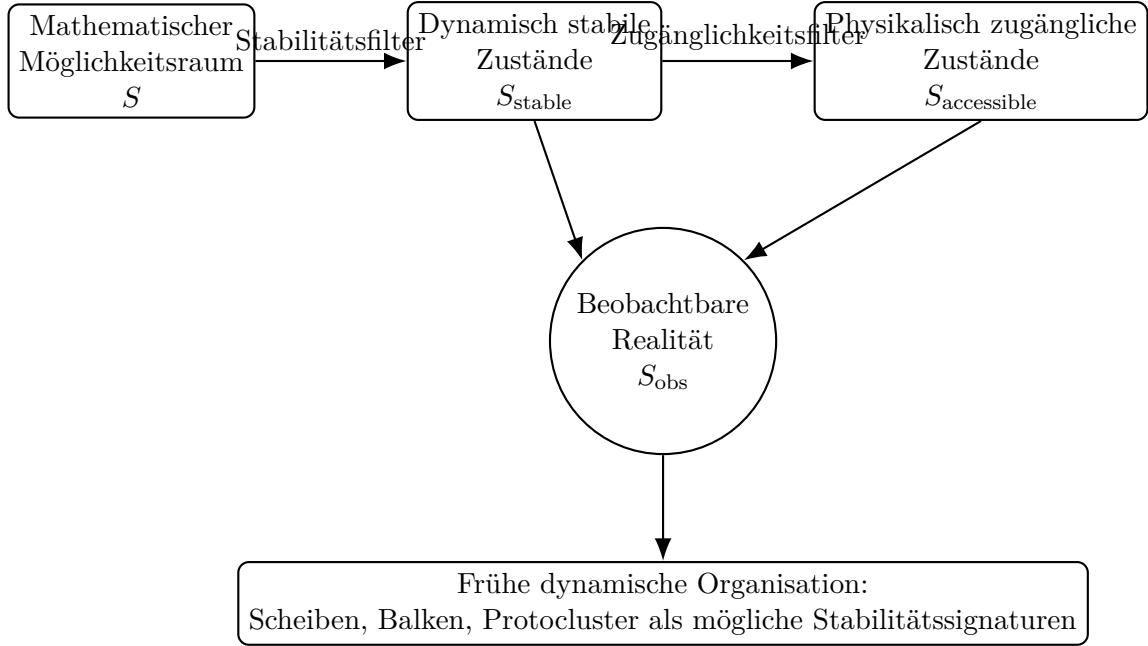 Mathematischer
Möglichkeitsraum
S
Stabilitätsfilter
Dynamisch stabile
Zustände
S_stable
Zugänglichkeitsfilter
Physikalisch zugängliche
Zustände
S_accessible
Beobachtbare
Realität
S_obs
Frühe dynamische Organisation:
Scheiben, Balken, Protocluster als mögliche Stabilitätssignaturen